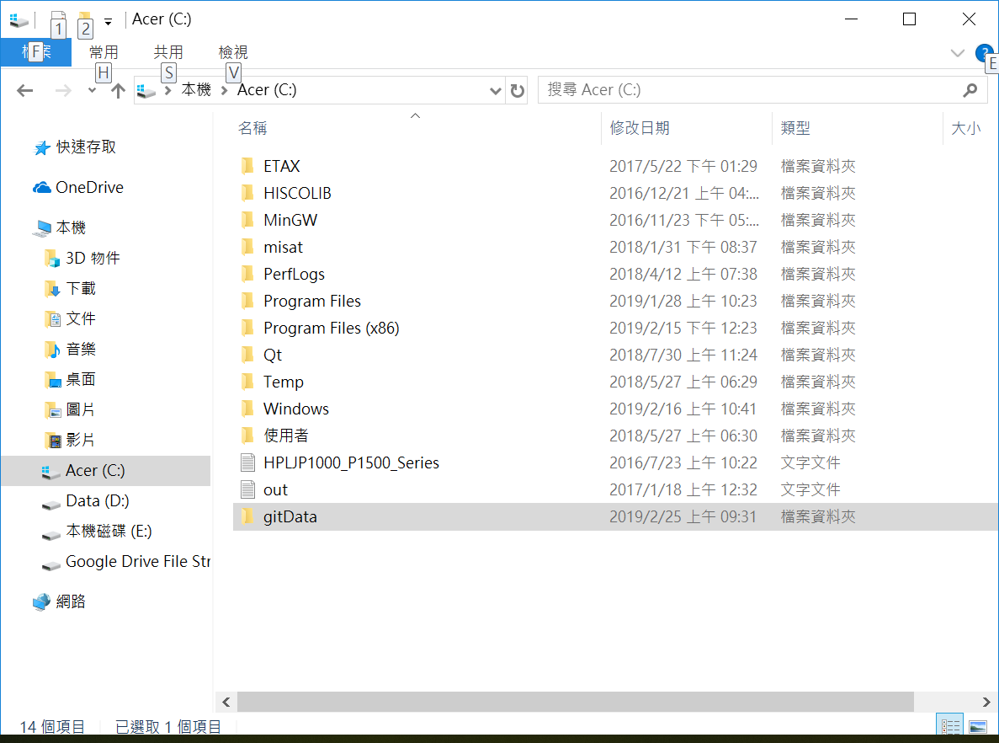 1 2 Acer (C:)
F 常用 共用 檢視 ?
H S V E
本機 Acer (C:) 搜尋 Acer (C:)
名稱 修改日期 類型 大小
快速存取
OneDrive
本機
3D 物件
下載
文件
音樂
桌面
圖片
影片
Acer (C:)
Data (D:)
本機磁碟 (E:)
Google Drive File Str
網路
ETAX 2017/5/22 下午 01:29 檔案資料夾
HISCOLIB 2016/12/21 上午 04:... 檔案資料夾
MinGW 2016/11/23 下午 05:... 檔案資料夾
misat 2018/1/31 下午 08:37 檔案資料夾
PerfLogs 2018/4/12 上午 07:38 檔案資料夾
Program Files 2019/1/28 上午 10:23 檔案資料夾
Program Files (x86) 2019/2/15 下午 12:23 檔案資料夾
Qt 2018/7/30 上午 11:24 檔案資料夾
Temp 2018/5/27 上午 06:29 檔案資料夾
Windows 2019/2/16 上午 10:41 檔案資料夾
使用者 2018/5/27 上午 06:30 檔案資料夾
HPLJP1000_P1500_Series 2016/7/23 上午 10:22 文字文件
out 2017/1/18 上午 12:32 文字文件
gitData 2019/2/25 上午 09:31 檔案資料夾
14 個項目 已選取 1 個項目